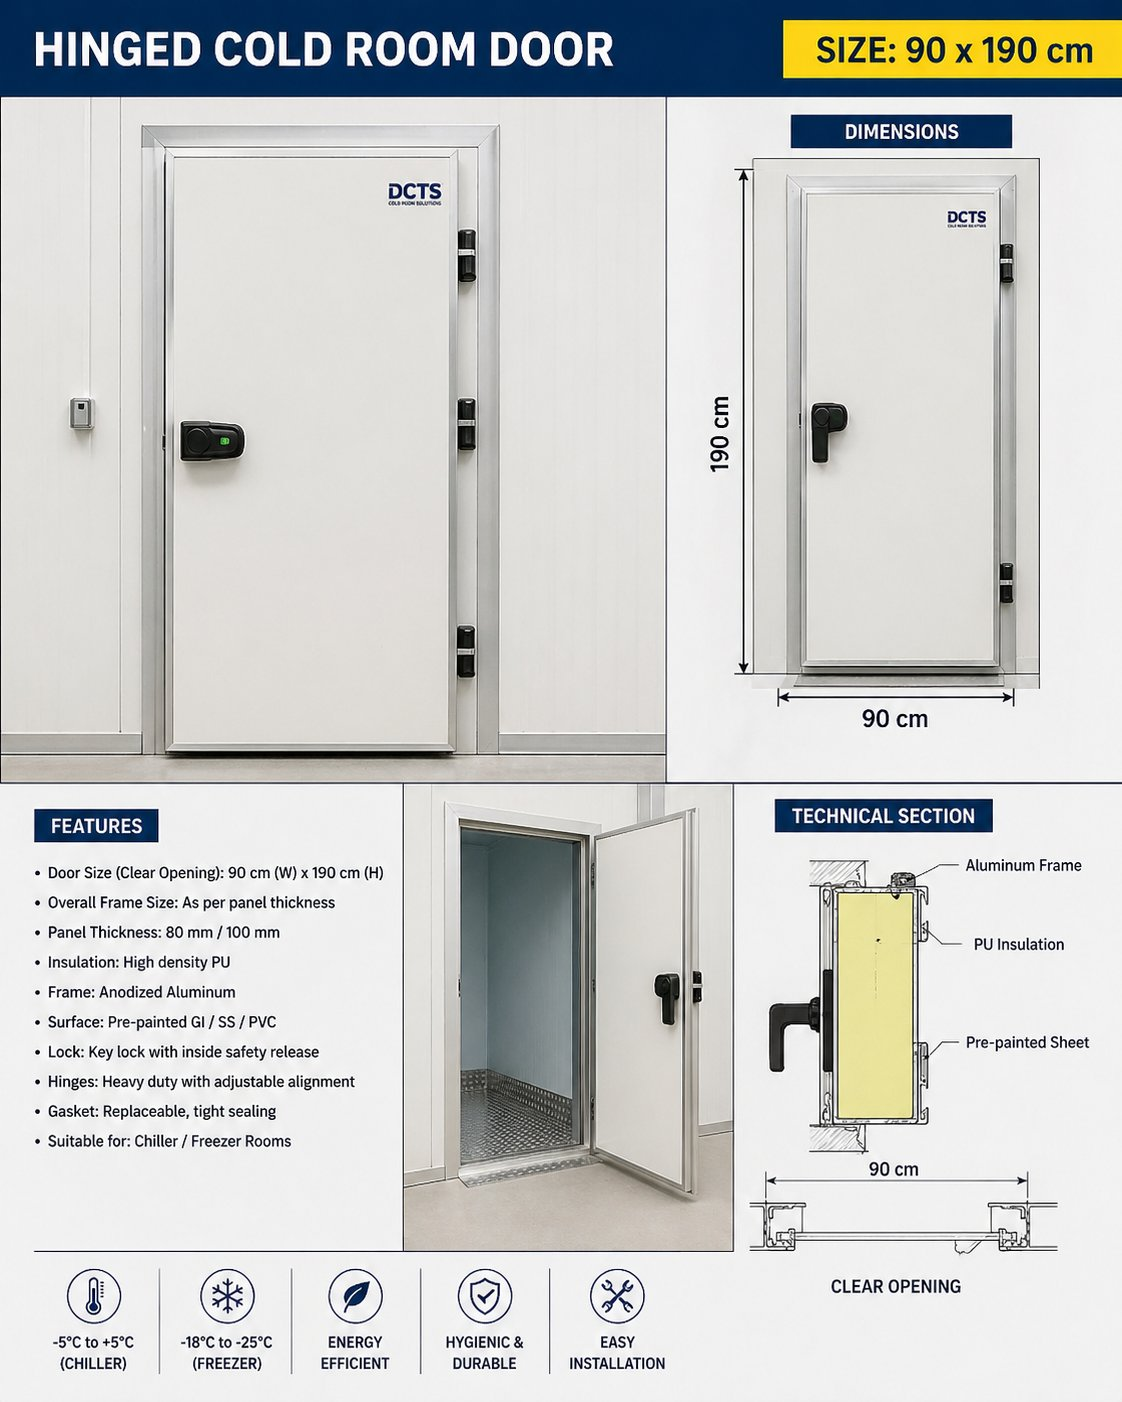 HINGED COLD ROOM DOOR
SIZE: 90 x 190 cm
DCTS
COLD ROOM SOLUTIONS
DIMENSIONS
DCTS
COLD ROOM SOLUTIONS
190 cm
90 cm
FEATURES
• Door Size (Clear Opening): 90 cm (W) x 190 cm (H)
• Overall Frame Size: As per panel thickness
• Panel Thickness: 80 mm / 100 mm
• Insulation: High density PU
• Frame: Anodized Aluminum
• Surface: Pre-painted GI / SS / PVC
• Lock: Key lock with inside safety release
• Hinges: Heavy duty with adjustable alignment
• Gasket: Replaceable, tight sealing
• Suitable for: Chiller / Freezer Rooms
TECHNICAL SECTION
Aluminum Frame
PU Insulation
Pre-painted Sheet
90 cm
CLEAR OPENING
-5°C to +5°C
(CHILLER)
-18°C to -25°C
(FREEZER)
ENERGY
EFFICIENT
HYGIENIC &
DURABLE
EASY
INSTALLATION